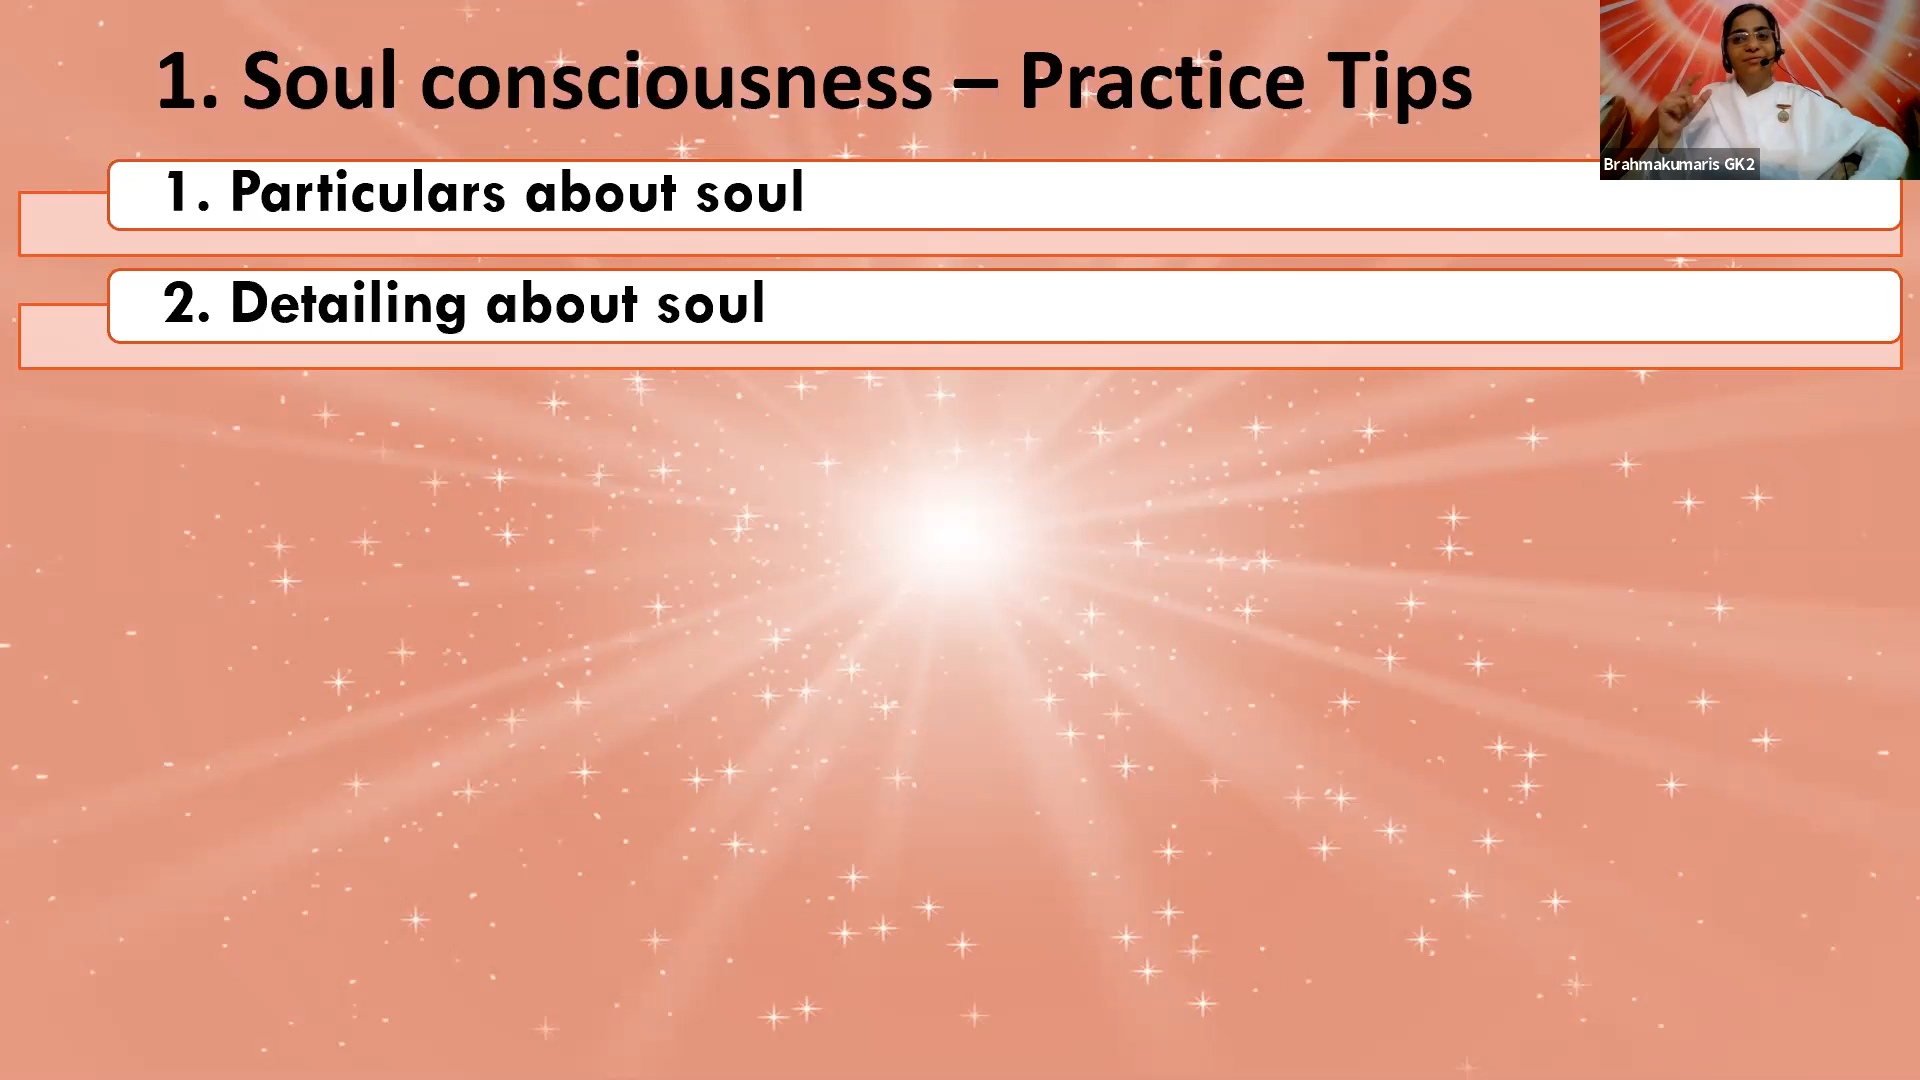 1. Soul consciousness – Practice Tips
Brahmakumaris GK2
1. Particulars about soul
2. Detailing about soul